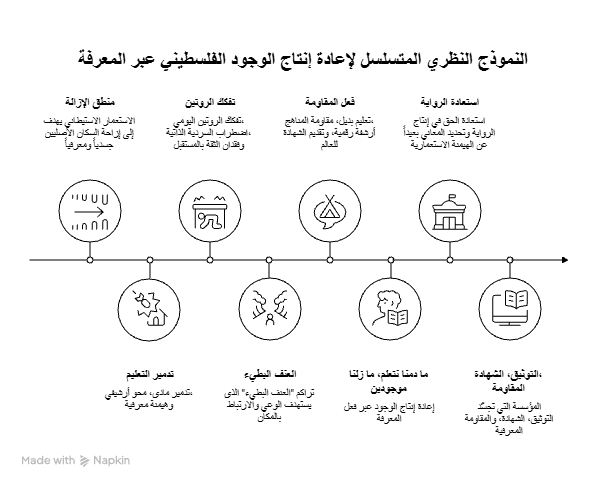 النموذج النظري المتسلسل لإعادة إنتاج الوجود الفلسطيني عبر المعرفة
منطق الإزالة
الاستعمار الاستيطاني يهدف
إلى إزاحة السكان الأصليين
جسدياً ومعرفياً
تفكك الروتين
تفكك الروتين اليومي،
اضطراب السردية الذاتية،
وفقدان الثقة بالمستقبل
فعل المقاومة
تعليم بديل، مقاومة المناهج،
أرشفة رقمية، وتقديم الشهادة
للعالم
استعادة الرواية
استعادة الحق في إنتاج
الرواية وتحديد المعاني بعيداً
عن الهيمنة الاستعمارية
تدمير التعليم
تدمير مادي، محو أرشيفي،
وهيمنة معرفية
العنف البطيء
تراكم "العنف البطيء" الذي
يستهدف الوعي والارتباط
بالمكان
ما دمنا نتعلم، ما زلنا
موجودين
إعادة إنتاج الوجود عبر فعل
المعرفة
التوثيق، الشهادة،
المقاومة
المؤسسة التي تجسّد
التوثيق، الشهادة، والمقاومة
المعرفية
Made with Napkin